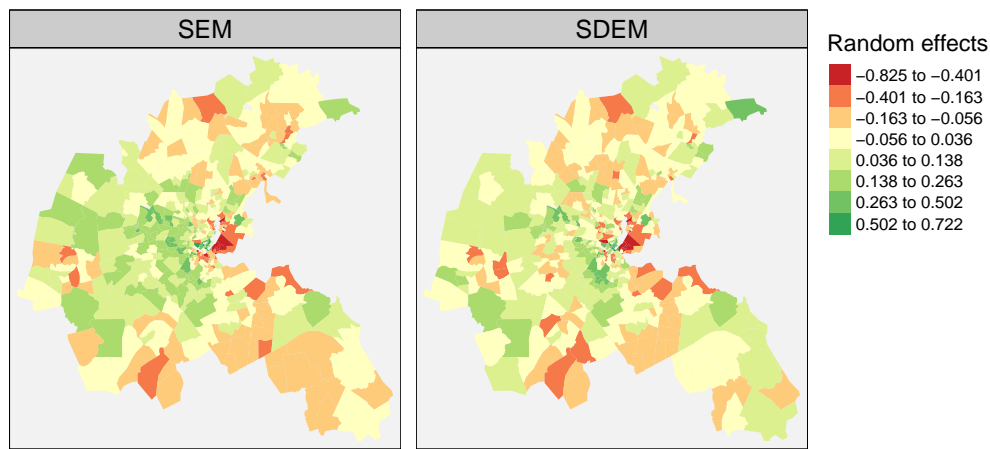 SEM
SDEM
Random effects
−0.825 to −0.401
−0.401 to −0.163
−0.163 to −0.056
−0.056 to 0.036
0.036 to 0.138
0.138 to 0.263
0.263 to 0.502
0.502 to 0.722